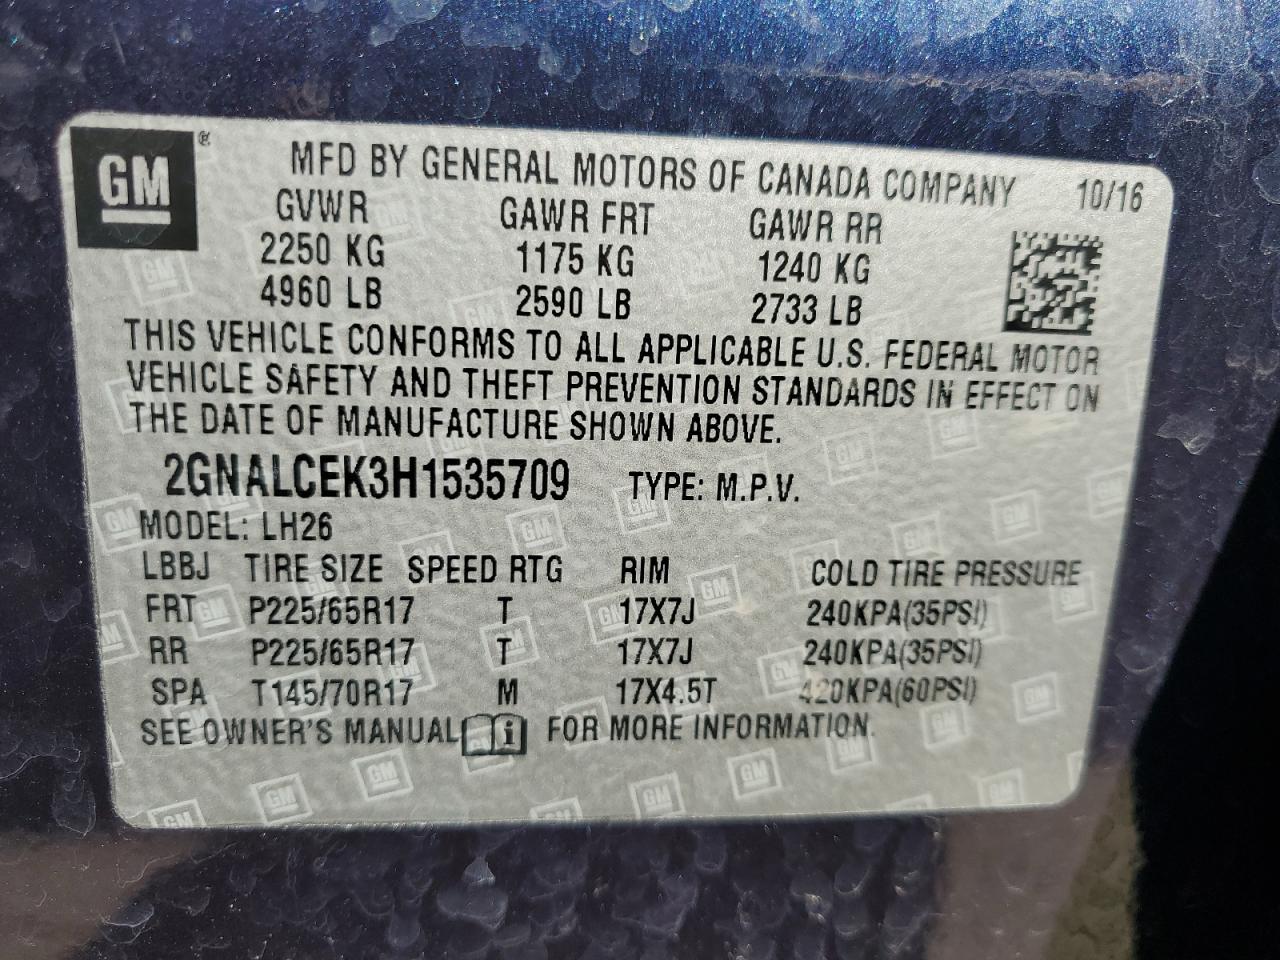 GM ®
MFD BY GENERAL MOTORS OF CANADA COMPANY 10/16
GVWR GAWR FRT GAWR RR
2250 KG 1175 KG 1240 KG
4960 LB 2590 LB 2733 LB
THIS VEHICLE CONFORMS TO ALL APPLICABLE U.S. FEDERAL MOTOR
VEHICLE SAFETY AND THEFT PREVENTION STANDARDS IN EFFECT ON
THE DATE OF MANUFACTURE SHOWN ABOVE.
2GNALCEK3H1535709 TYPE: M.P.V.
MODEL: LH26
LBBJ TIRE SIZE SPEED RTG RIM COLD TIRE PRESSURE
FRT P225/65R17 T 17X7J 240KPA(35PSI)
RR P225/65R17 T 17X7J 240KPA(35PSI)
SPA T145/70R17 M 17X4.5T 420KPA(60PSI)
SEE OWNER'S MANUAL i FOR MORE INFORMATION.